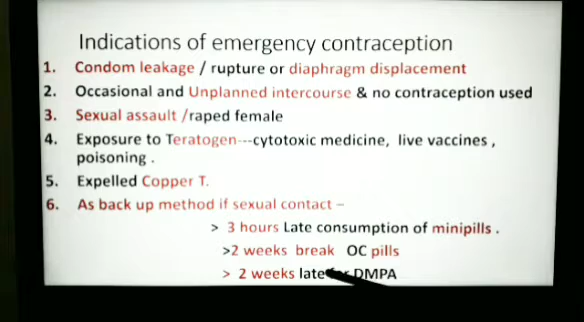 Indications of emergency contraception
1. Condom leakage / rupture or diaphragm displacement
2. Occasional and Unplanned intercourse & no contraception used
3. Sexual assault /raped female
4. Exposure to Teratogen---cytotoxic medicine, live vaccines ,
poisoning .
5. Expelled Copper T.
6. As back up method if sexual contact –
> 3 hours Late consumption of minipills .
>2 weeks break OC pills
> 2 weeks late DMPA